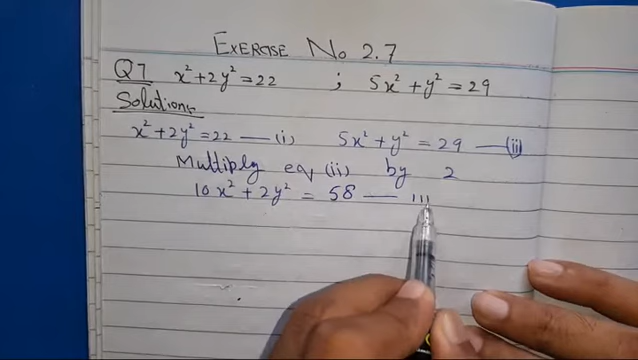 EXERCISE No 2.7
Q7 x²+2y²=22 ; 5x²+y²=29
Solution:
x²+2y²=22 — (i) 5x²+y²=29 — (ii)
Multiply eq (ii) by 2
10x²+2y² = 58 — iii